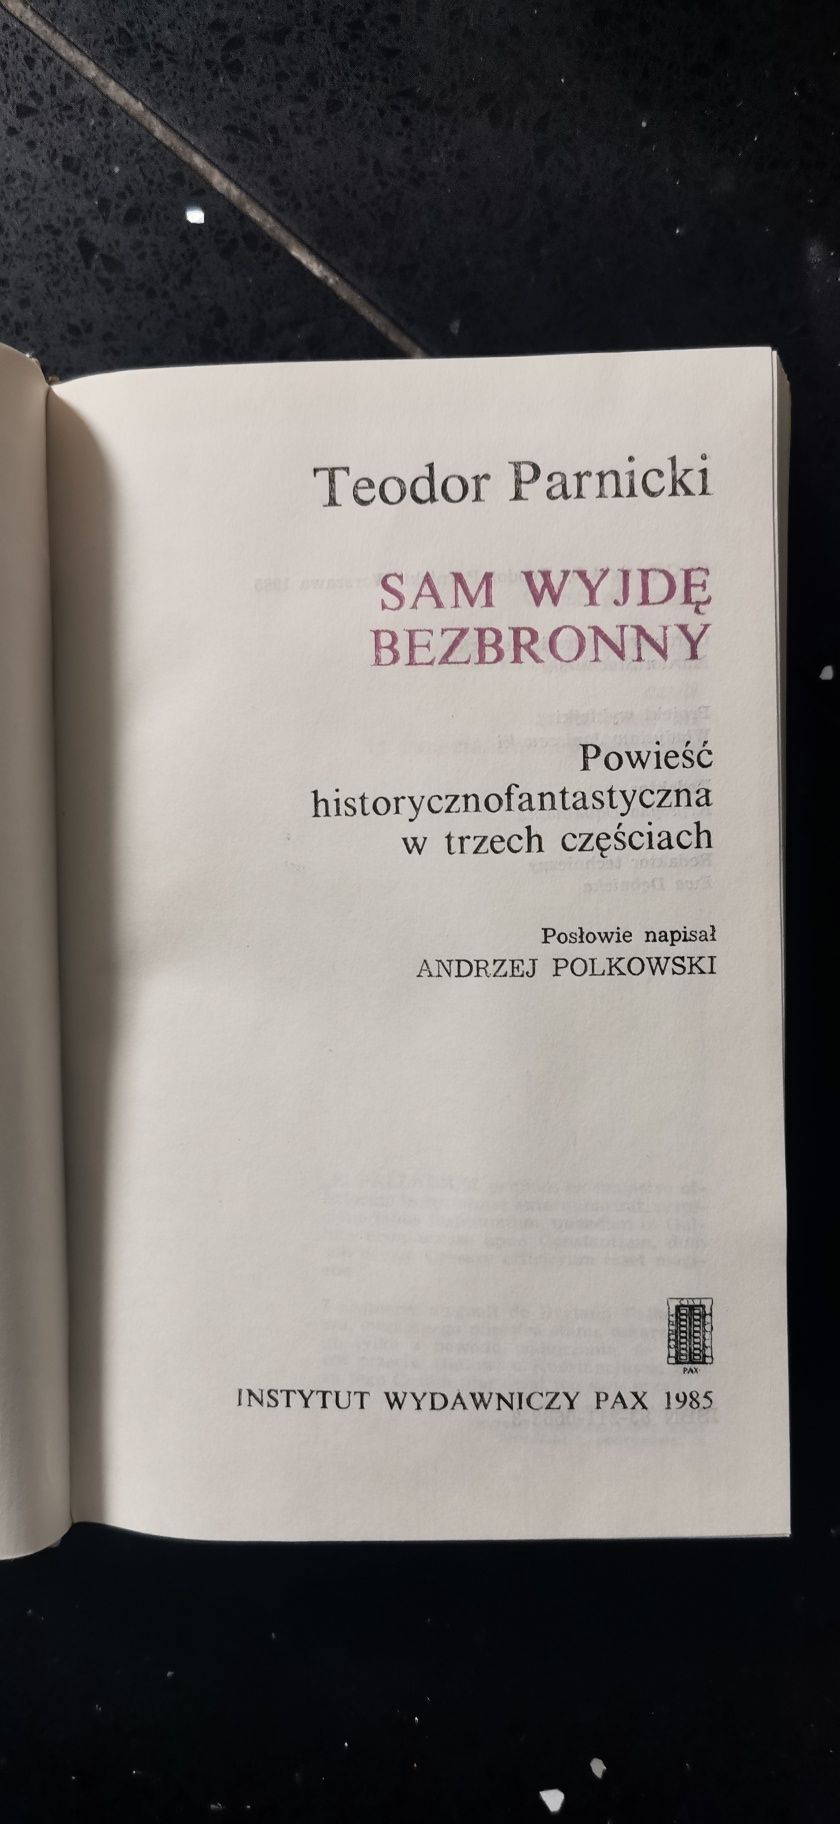 Teodor Parnicki
SAM WYJDĘ
BEZBRONNY
Powieść
historycznofantastyczna
w trzech częściach
Posłowie napisał
ANDRZEJ POLKOWSKI
PAX
INSTYTUT WYDAWNICZY PAX 1985